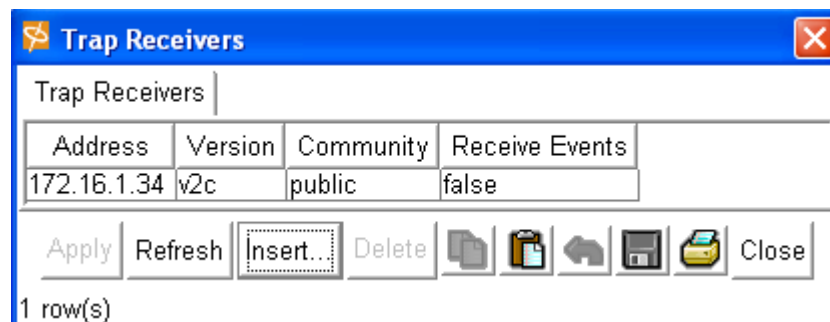 Trap Receivers
Trap Receivers
Address Version Community Receive Events
172.16.1.34 v2c public false
Apply Refresh Insert... Delete Close
1 row(s)